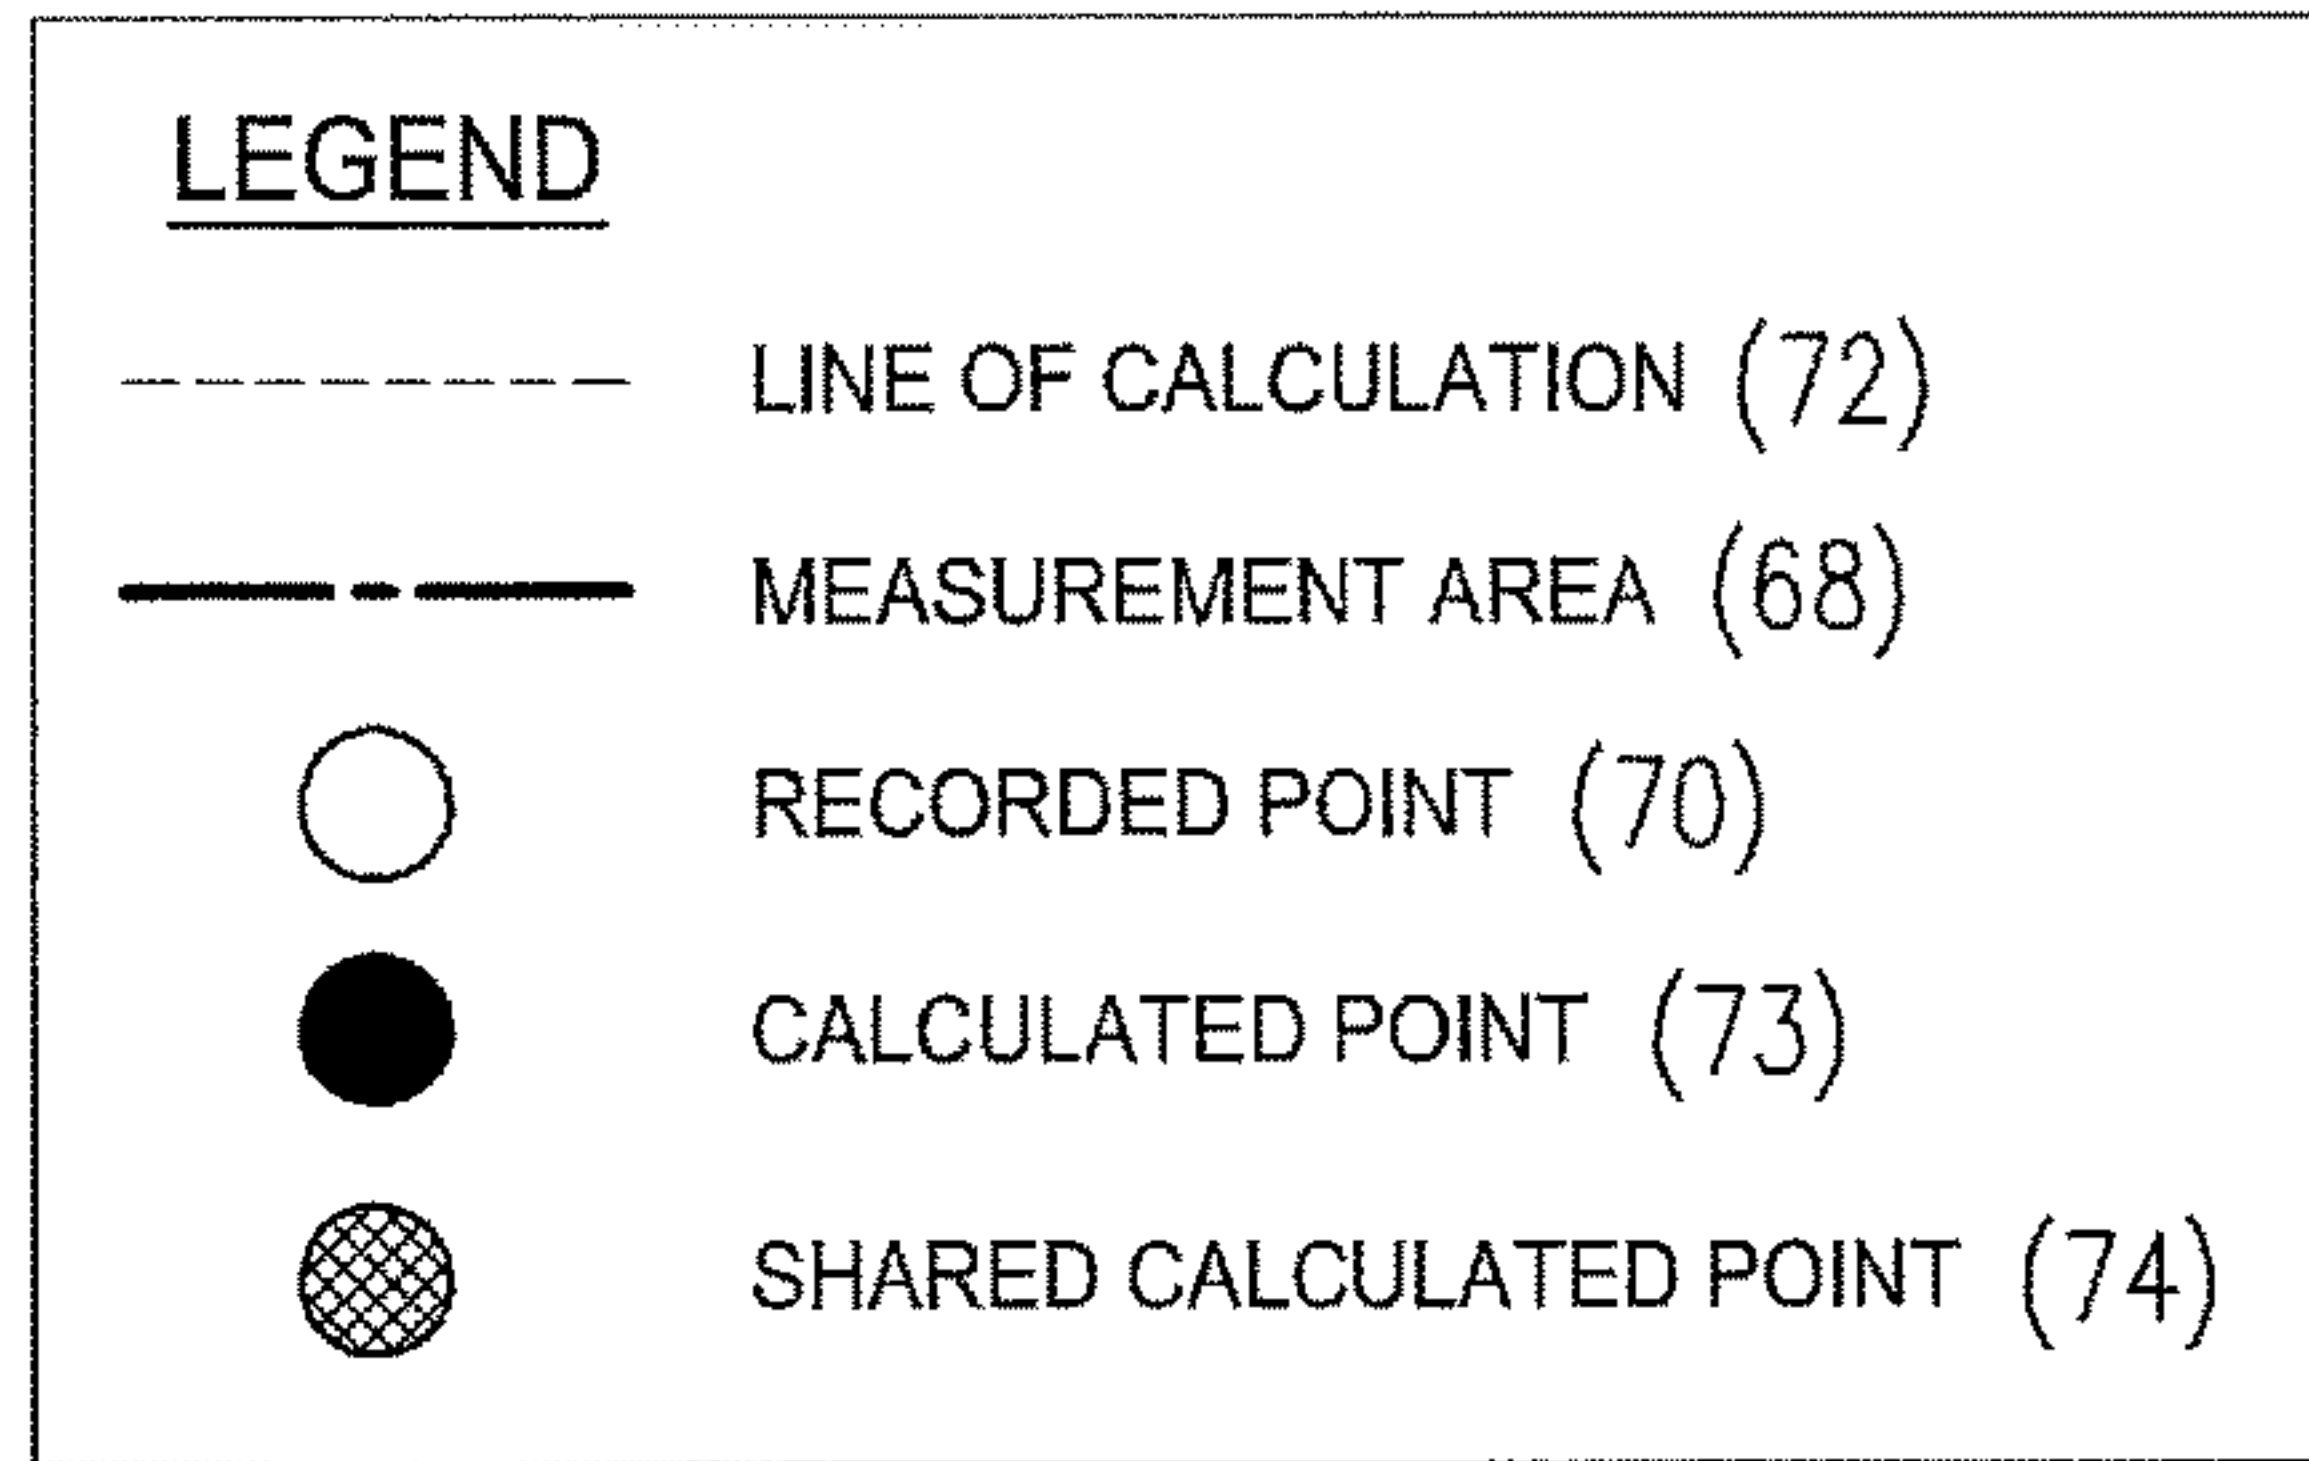 LEGEND
LINE OF CALCULATION (72)
MEASUREMENT AREA (68)
RECORDED POINT (70)
CALCULATED POINT (73)
SHARED CALCULATED POINT (74)